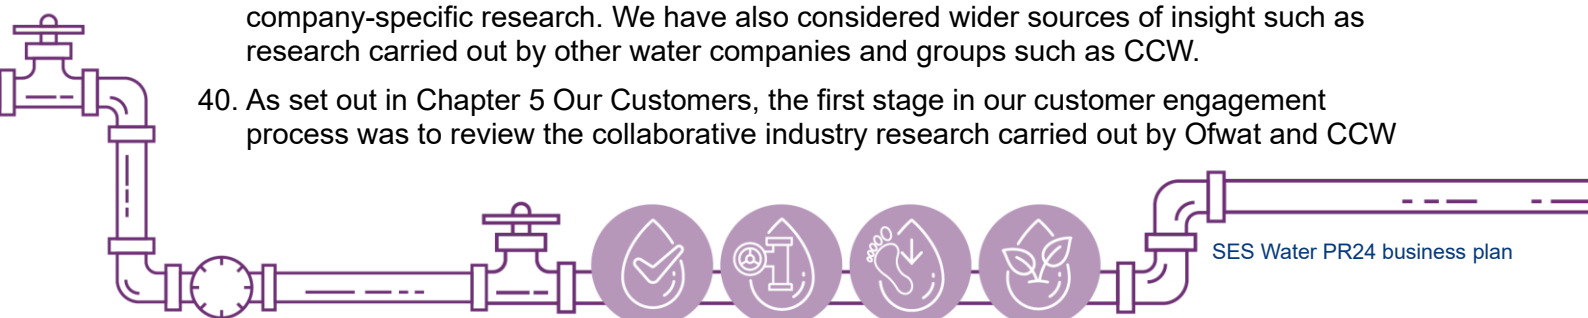 company-specific research. We have also considered wider sources of insight such as
research carried out by other water companies and groups such as CCW.
40. As set out in Chapter 5 Our Customers, the first stage in our customer engagement
process was to review the collaborative industry research carried out by Ofwat and CCW
SES Water PR24 business plan